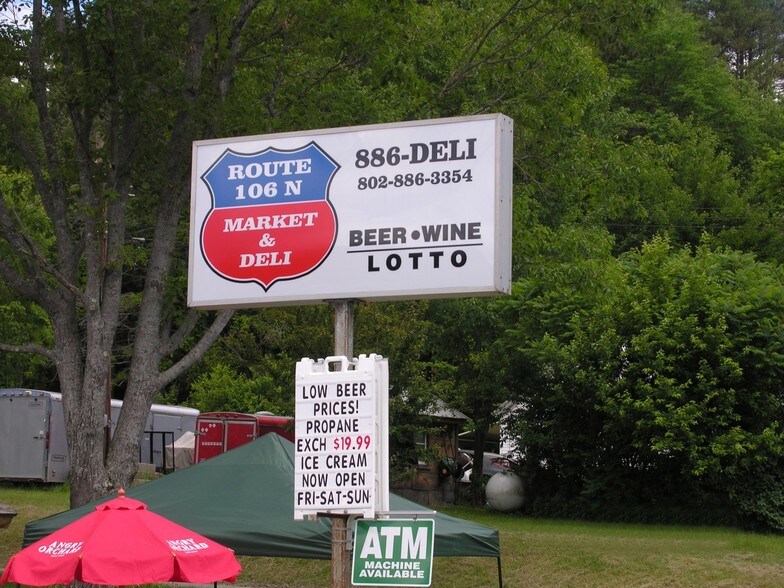 ROUTE
106 N
MARKET
&
DELI
886-DELI
802-886-3354
BEER•WINE
LOTTO
LOW BEER
PRICES!
PROPANE
EXCH $19.99
ICE CREAM
NOW OPEN
FRI-SAT-SUN
ATM
MACHINE
AVAILABLE
ANGRY
ORCHARD
ANGRY
ORCHARD